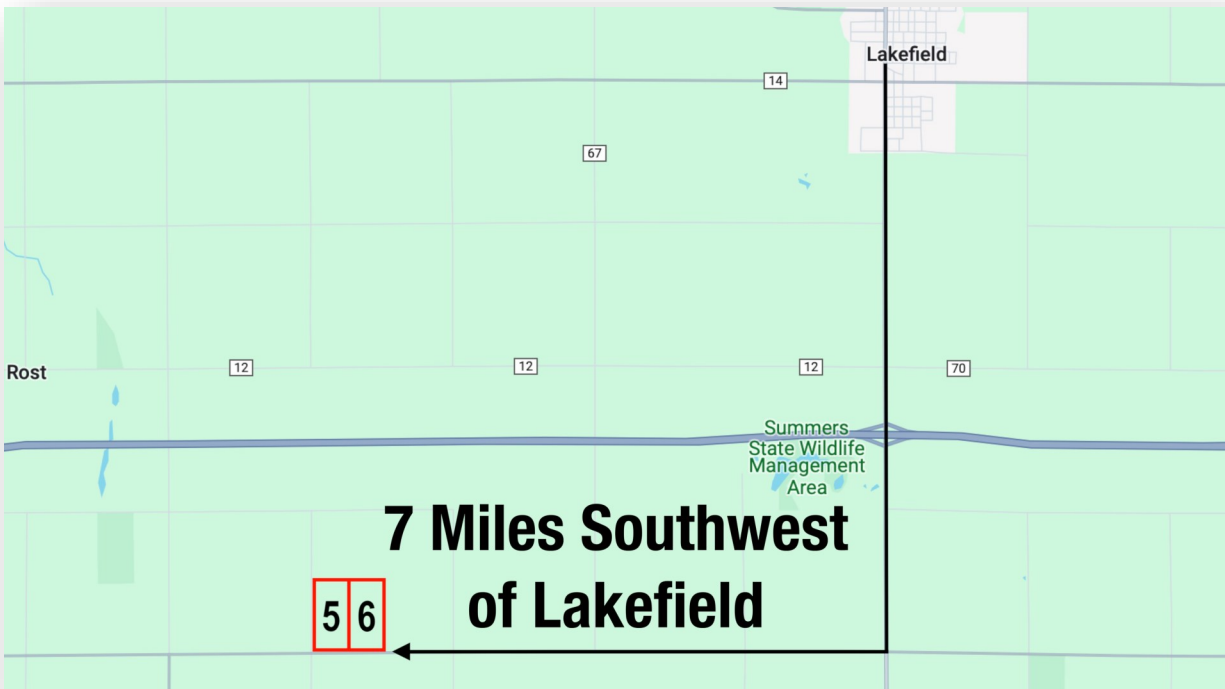 Lakefield
14
67
Rost
12
12
12
70
Summers
State Wildlife
Management
Area
7 Miles Southwest
of Lakefield
5 6